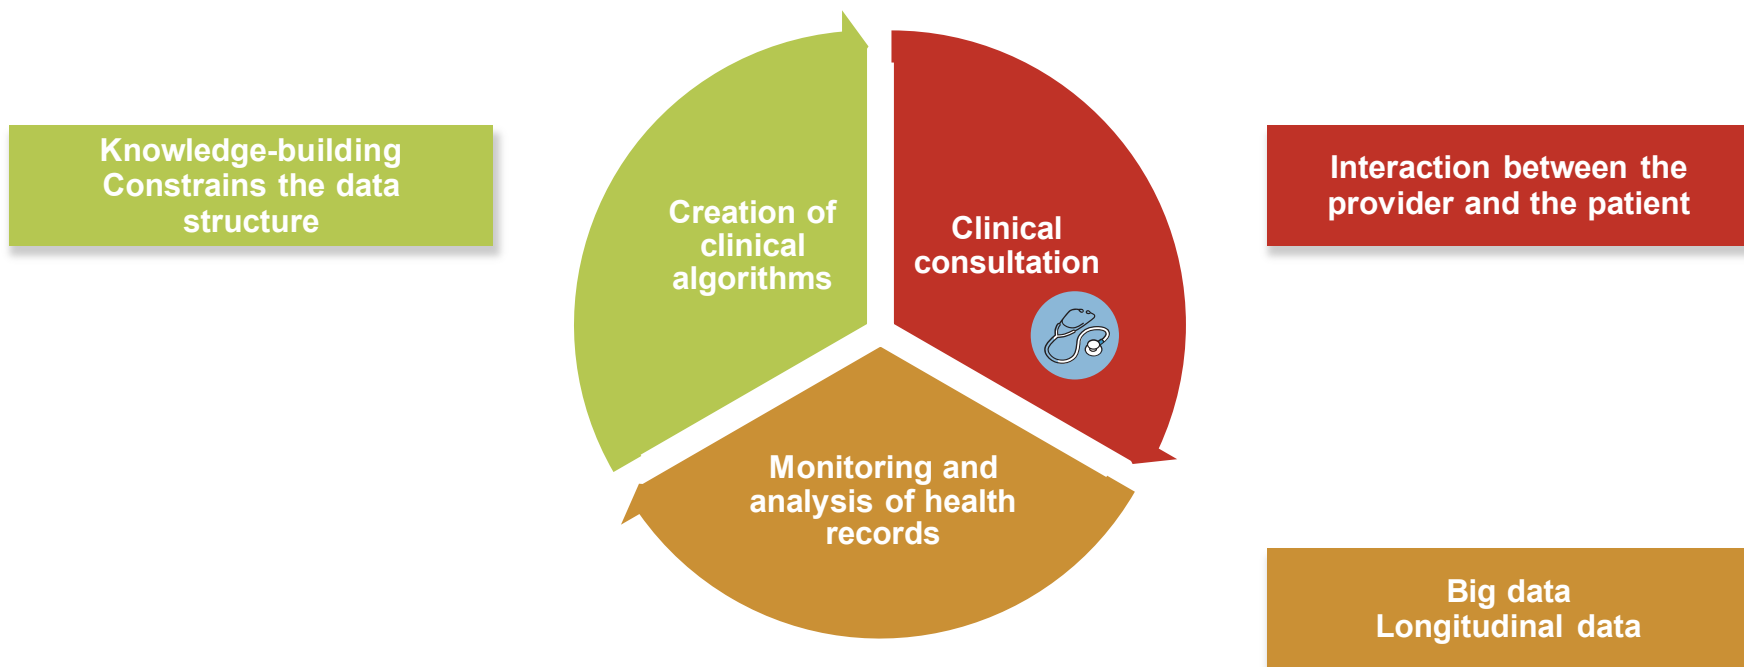 Knowledge-building
Constrains the data
structure
Creation of
clinical
algorithms
Clinical
consultation
Interaction between the
provider and the patient
Monitoring and
analysis of health
records
Big data
Longitudinal data